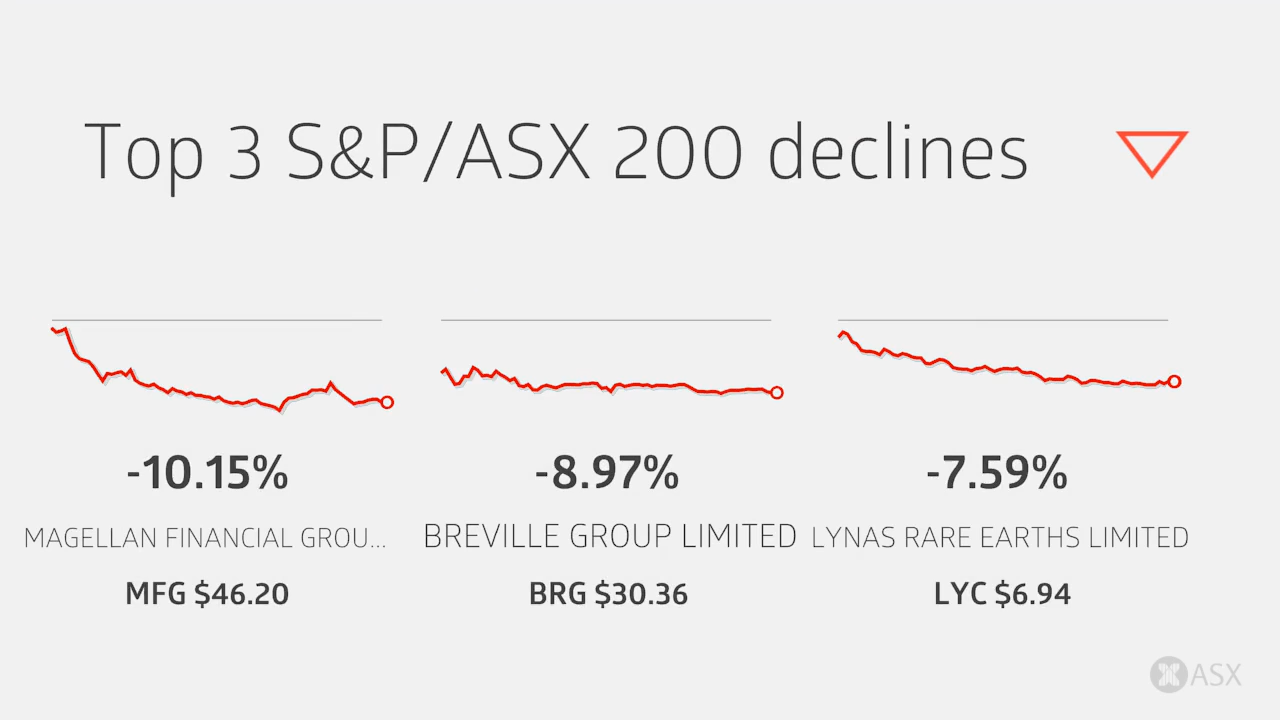 Top 3 S&P/ASX 200 declines
-10.15% -8.97% -7.59%
MAGELLAN FINANCIAL GROU... BREVILLE GROUP LIMITED LYNAS RARE EARTHS LIMITED
MFG $46.20 BRG $30.36 LYC $6.94
ASX